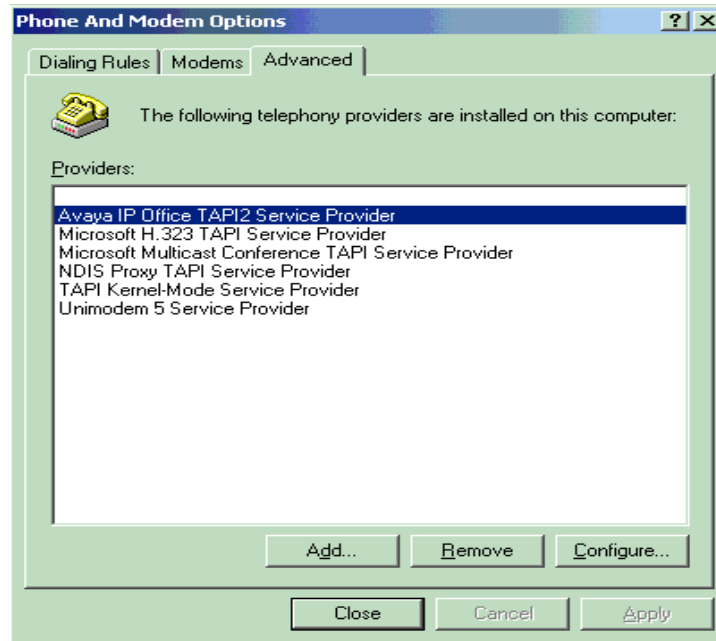 Phone And Modem Options
Dialing Rules Modems Advanced
The following telephony providers are installed on this computer:
Providers:
Avaya IP Office TAPI2 Service Provider
Microsoft H.323 TAPI Service Provider
Microsoft Multicast Conference TAPI Service Provider
NDIS Proxy TAPI Service Provider
TAPI Kernel-Mode Service Provider
Unimodem 5 Service Provider
Add... Remove Configure...
Close Cancel Apply